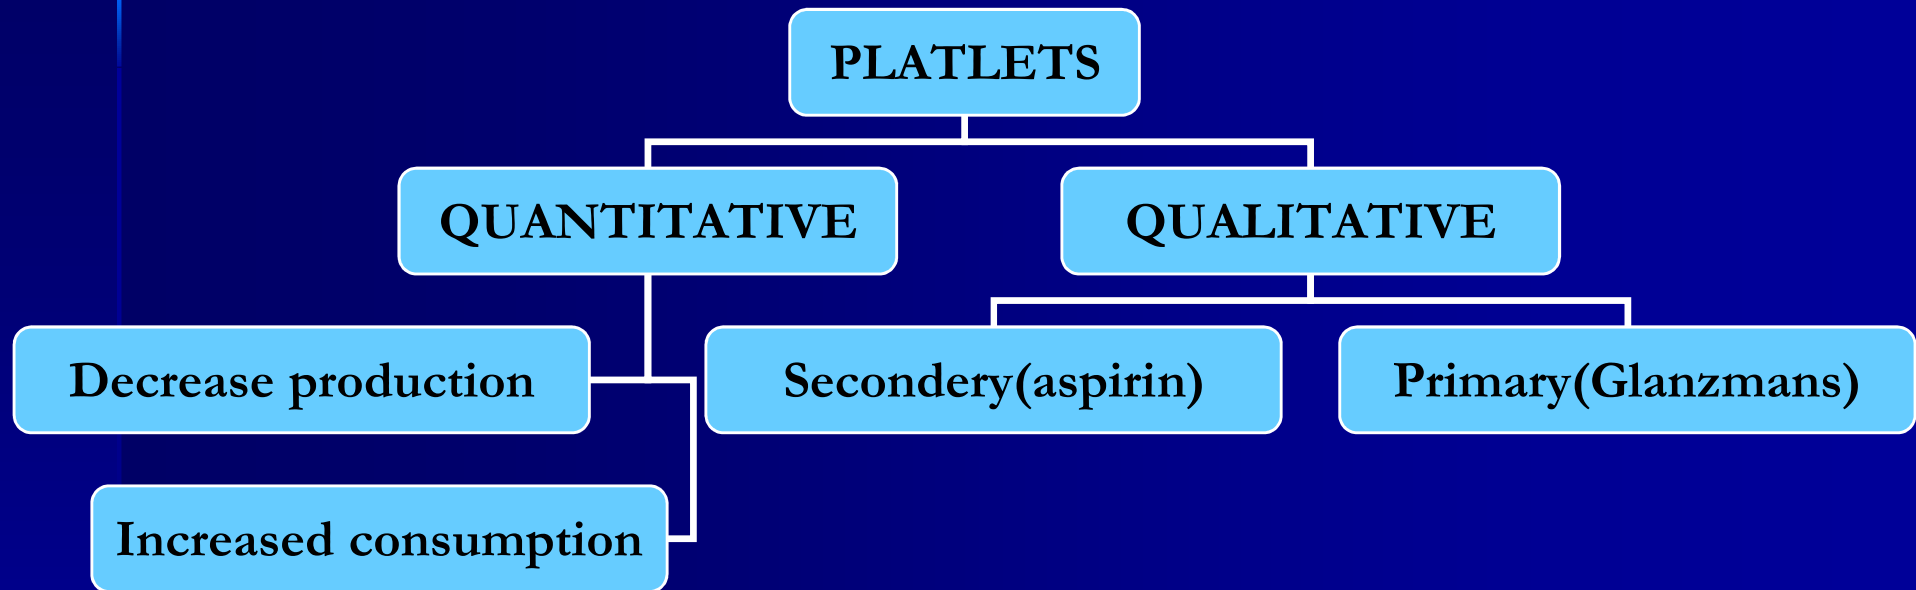 PLATLETS
QUANTITATIVE
QUALITATIVE
Decrease production
Secondery(aspirin)
Primary(Glanzmans)
Increased consumption